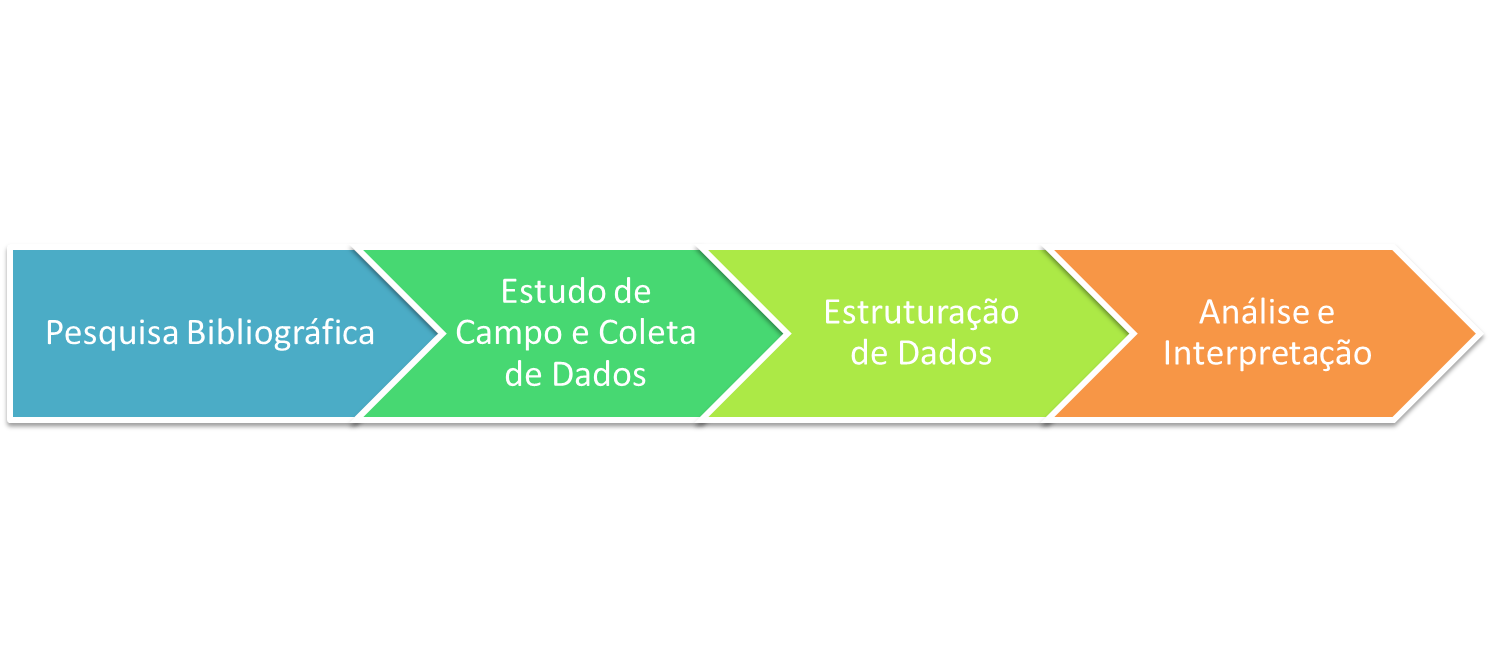 Pesquisa Bibliográfica
Estudo de
Campo e Coleta
de Dados
Estruturação
de Dados
Análise e
Interpretação